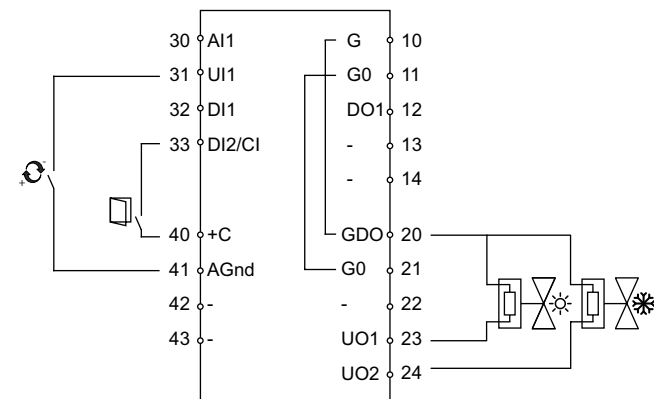 30 AI1 G 10
31 UI1 G0 11
32 DI1 DO1 12
33 DI2/CI - 13
- 14
+ -
40 +C GDO 20
41 AGnd G0 21
42 - - 22
43 - UO1 23
UO2 24